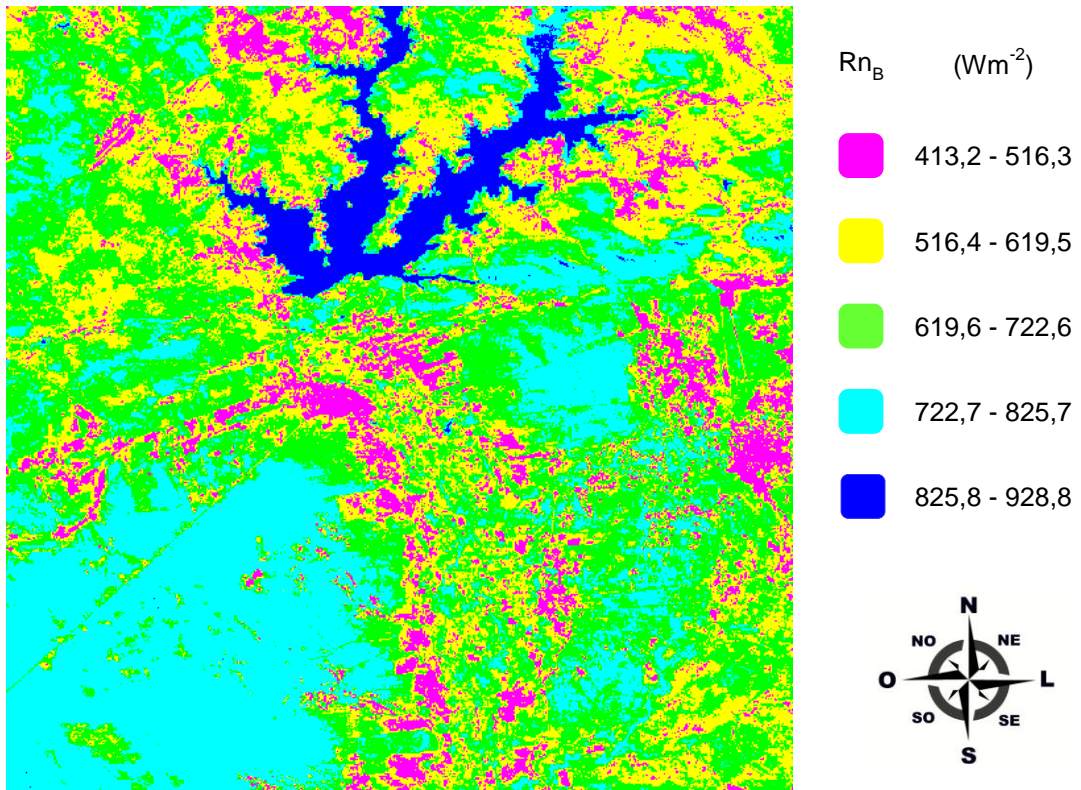 Rn_B (Wm^-2)
413,2 - 516,3
516,4 - 619,5
619,6 - 722,6
722,7 - 825,7
825,8 - 928,8
N
NO NE
O L
SO SE
S